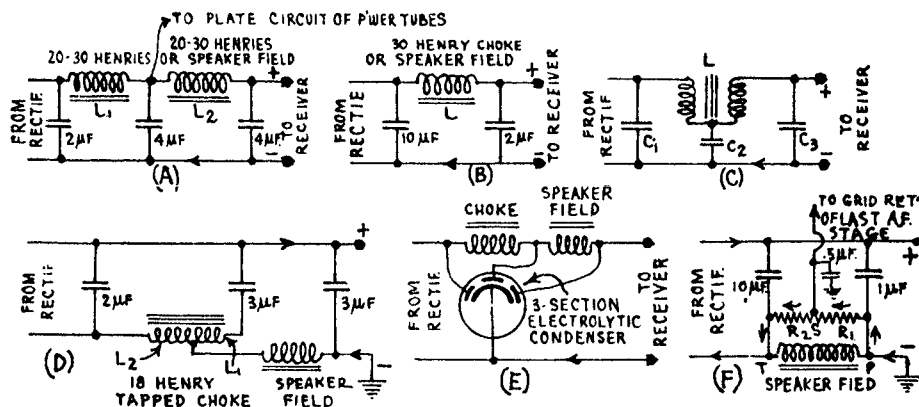 TO PLATE CIRCUIT OF P'WER TUBES
20-30 HENRIES
20-30 HENRIES
OR SPEAKER FIELD
L1
L2
FROM
RECTIF.
2µF
4µF
4µF
+
-
TO
RECEIVER
(A)
30 HENRY CHOKE
OR SPEAKER FIELD
L
FROM
RECTIF
10µF
2µF
+
-
TO RECEIVER
(B)
L
FROM
RECTIF.
C1
C2
C3
+
-
TO
RECEIVER
(C)
FROM
RECTIF.
2µF
3µF
3µF
+
-
L2
L1
18 HENRY
TAPPED CHOKE
SPEAKER
FIELD
(D)
CHOKE
SPEAKER
FIELD
FROM
RECTIF.
3-SECTION
ELECTROLYTIC
CONDENSER
TO
RECEIVER
(E)
TO GRID RET.
OF LAST A.F.
STAGE
+
.5µF.
FROM
RECTIF.
10µF
1µF
R2 S R1
T
P
-
SPEAKER FIED
(F)